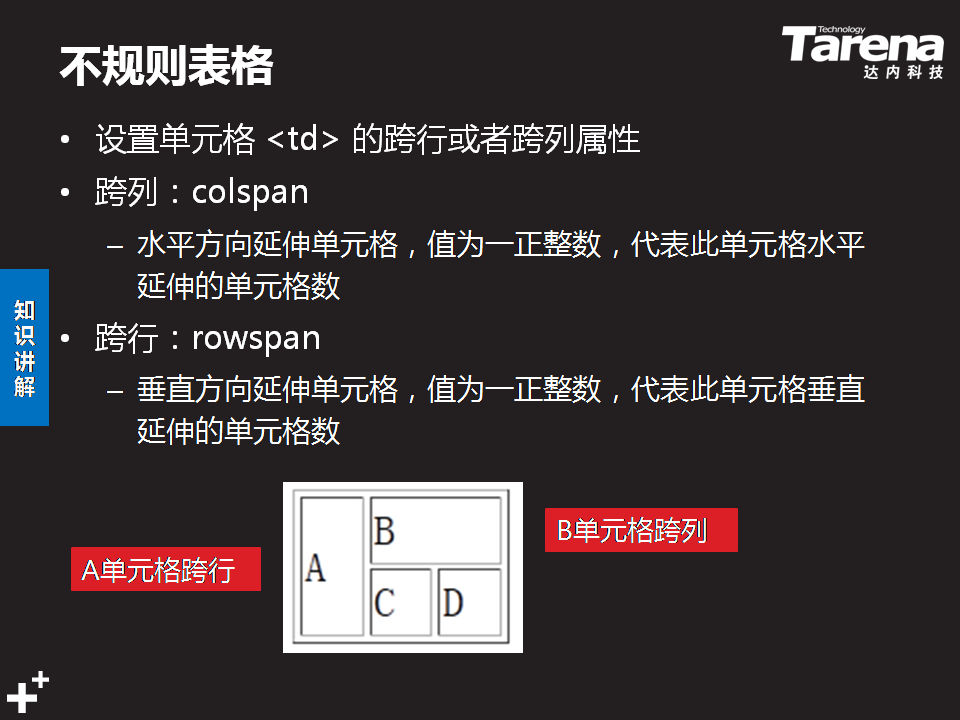 不规则表格
Technology
Tarena
达内科技
• 设置单元格 <td> 的跨行或者跨列属性
• 跨列：colspan
– 水平方向延伸单元格，值为一正整数，代表此单元格水平
延伸的单元格数
知识讲解
• 跨行：rowspan
– 垂直方向延伸单元格，值为一正整数，代表此单元格垂直
延伸的单元格数
B单元格跨列
A单元格跨行
B
A
C D